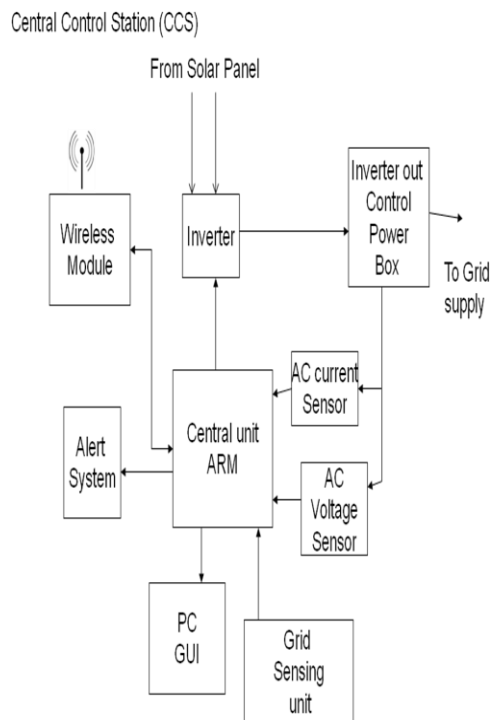 Central Control Station (CCS)
From Solar Panel
Inverter out
Control
Power
Box
Wireless
Module
Inverter
To Grid
supply
AC current
Sensor
Central unit
ARM
Alert
System
AC
Voltage
Sensor
PC
GUI
Grid
Sensing
unit